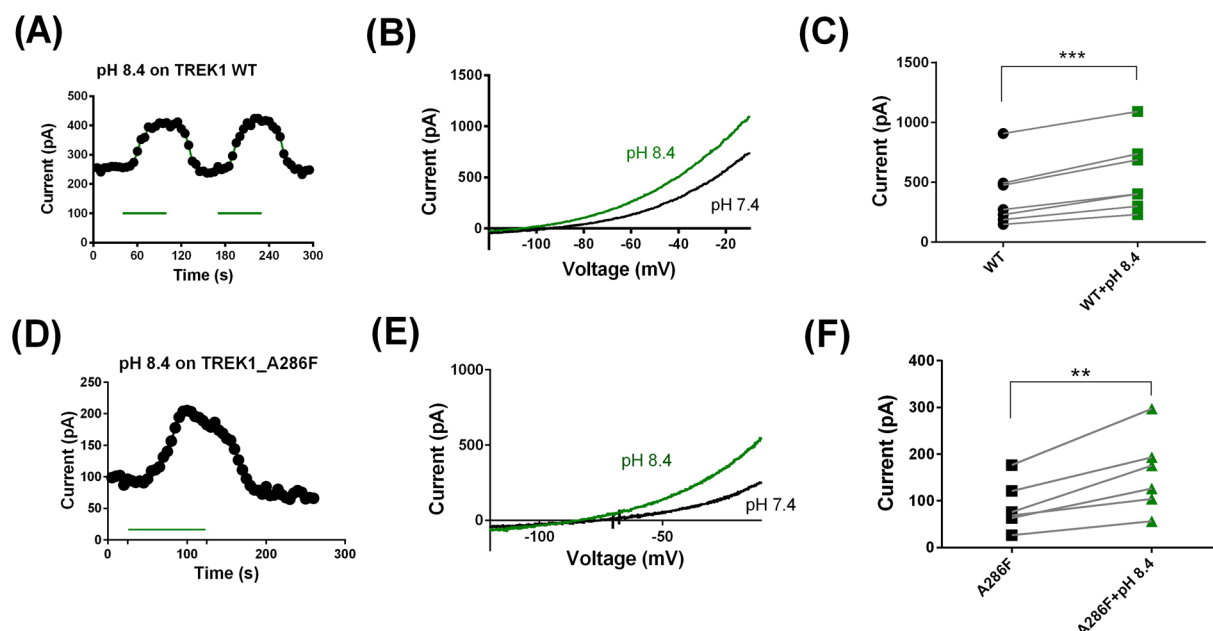 (A)
pH 8.4 on TREK1 WT
Current (pA)
500
400
300
200
100
0
0
60
120
180
240
300
Time (s)
(B)
Current (pA)
1500
1000
500
0
pH 8.4
pH 7.4
-100
-80
-60
-40
-20
Voltage (mV)
(C)
Current (pA)
1500
1000
500
0
***
WT
WT+pH 8.4
(D)
pH 8.4 on TREK1_A286F
Current (pA)
250
200
150
100
50
0
0
100
200
300
Time (s)
(E)
Current (pA)
1000
500
0
pH 8.4
pH 7.4
-100
-50
Voltage (mV)
(F)
Current (pA)
400
300
200
100
0
**
A286F
A286F+pH 8.4